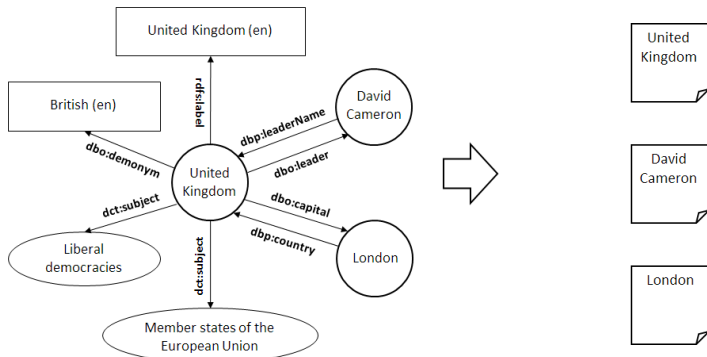 United Kingdom (en)
rdfs:label
British (en)
dbo:demonym
dbp:leaderName
dbo:leader
David
Cameron
United
Kingdom
dct:subject
dbo:capital
dbp:country
London
Liberal
democracies
dct:subject
Member states of the
European Union
United
Kingdom
David
Cameron
London